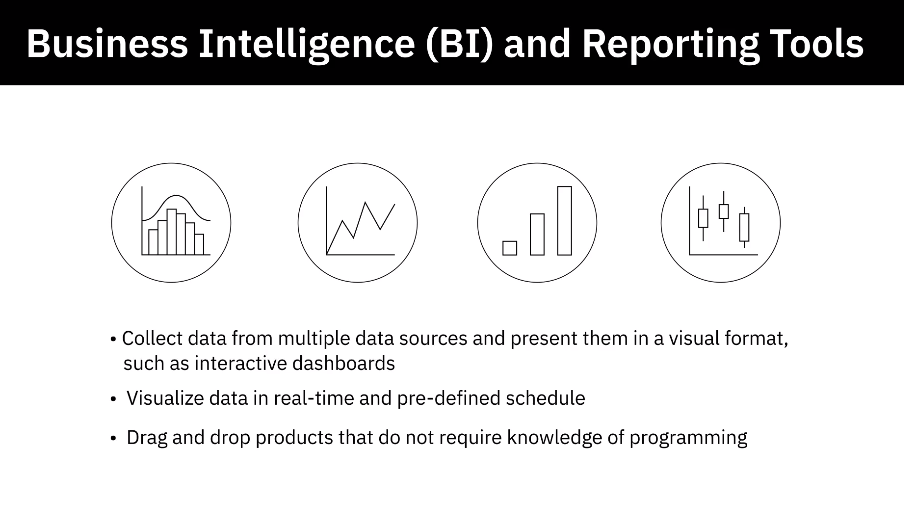 Business Intelligence (BI) and Reporting Tools
• Collect data from multiple data sources and present them in a visual format,
such as interactive dashboards
• Visualize data in real-time and pre-defined schedule
• Drag and drop products that do not require knowledge of programming